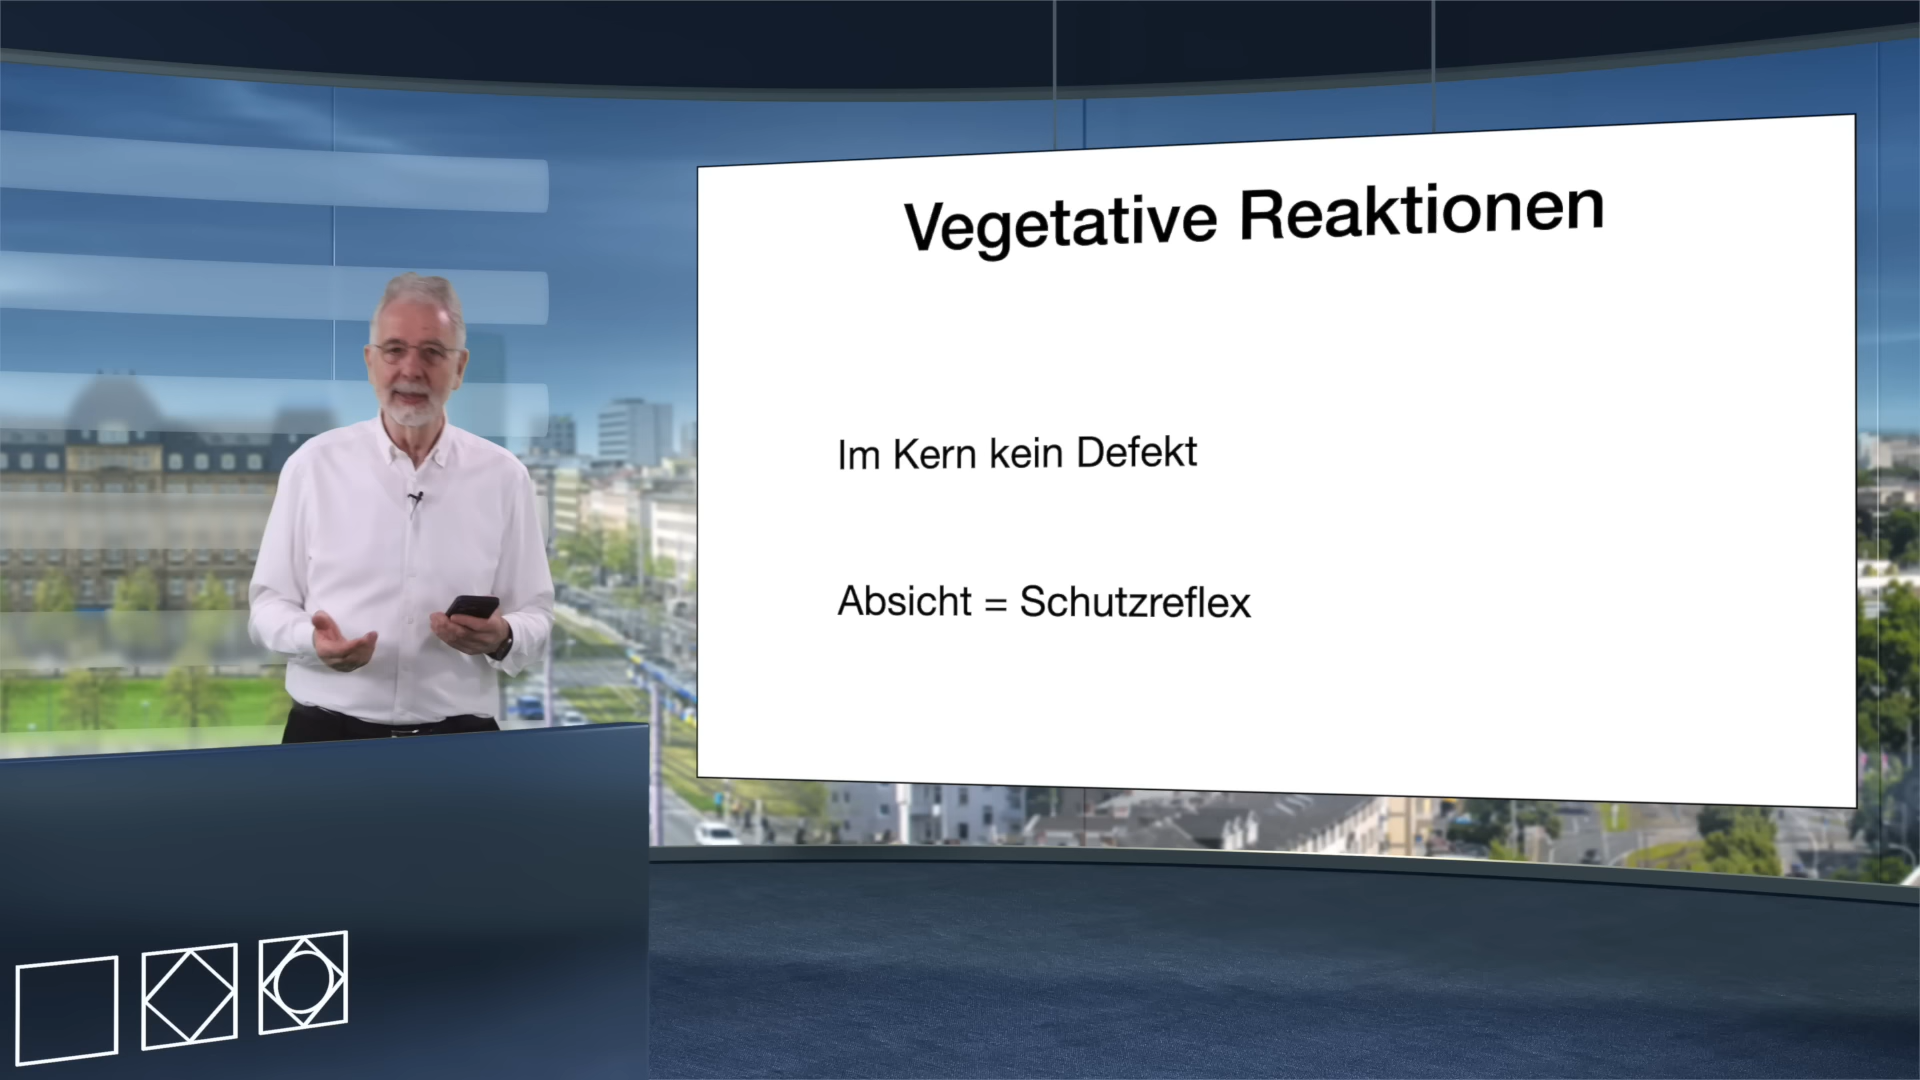 Vegetative Reaktionen
Im Kern kein Defekt
Absicht = Schutzreflex